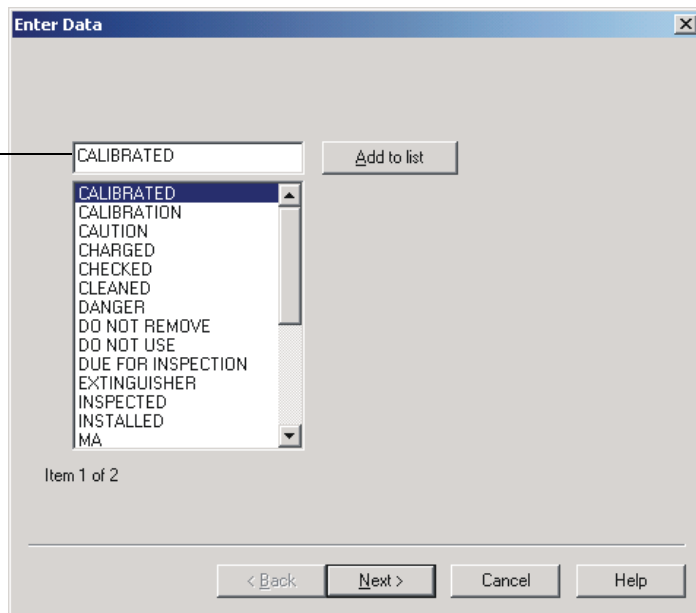 Enter Data
CALIBRATED
Add to list
CALIBRATED
CALIBRATION
CAUTION
CHARGED
CHECKED
CLEANED
DANGER
DO NOT REMOVE
DO NOT USE
DUE FOR INSPECTION
EXTINGUISHER
INSPECTED
INSTALLED
MA
Item 1 of 2
< Back Next > Cancel Help